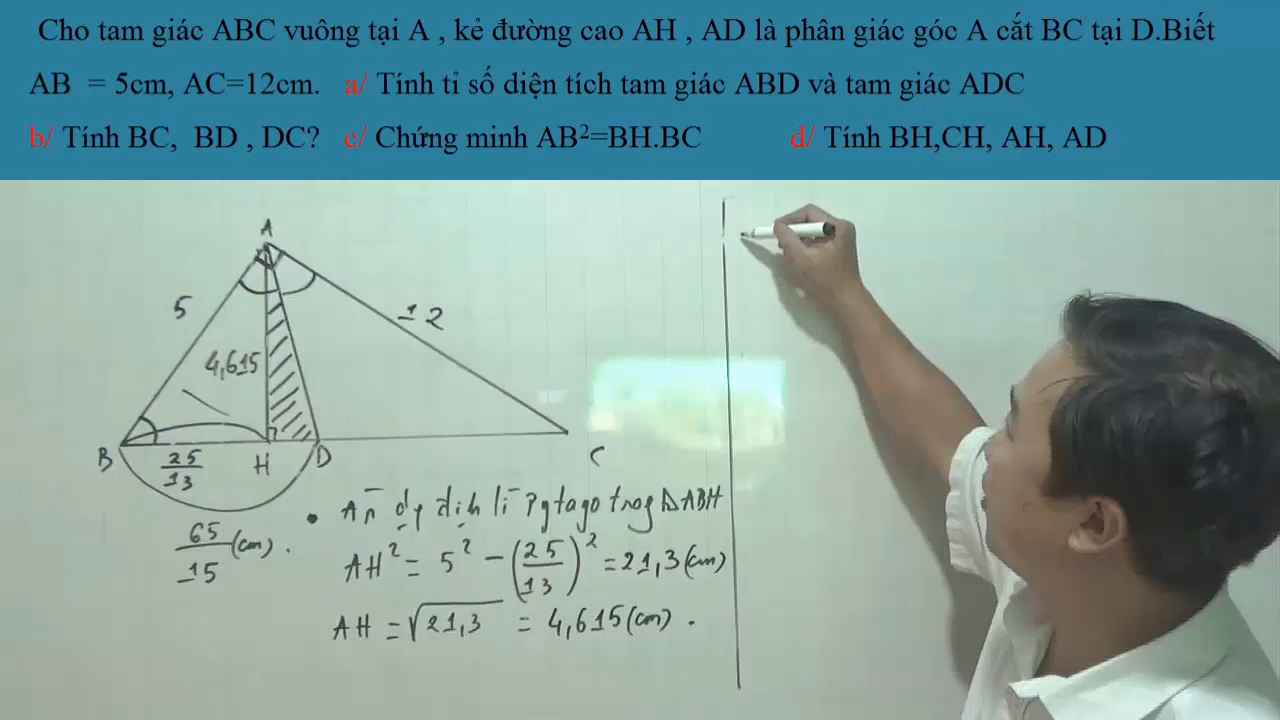 Cho tam giác ABC vuông tại A , kẻ đường cao AH , AD là phân giác góc A cắt BC tại D.Biết
AB = 5cm, AC=12cm. a/ Tính tỉ số diện tích tam giác ABD và tam giác ADC
b/ Tính BC, BD , DC? c/ Chứng minh AB²=BH.BC d/ Tính BH,CH, AH, AD
A
5
12
4,615
B
25/13
H
D
C
65/15 (cm) .
• định lí Pytago trong ΔABH
AH² = 5² - (25/13)² = 21,3 (cm)
AH = √21,3 = 4,615 (cm) .